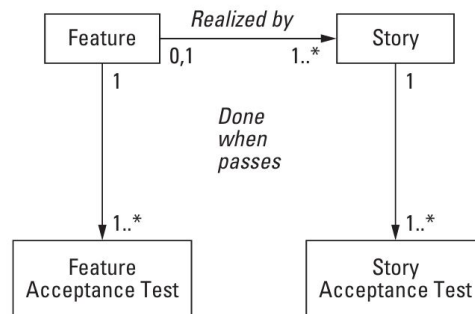 Realized by
Feature
Story
0,1
1..*
1
1
Done
when
passes
1..*
1..*
Feature
Acceptance Test
Story
Acceptance Test